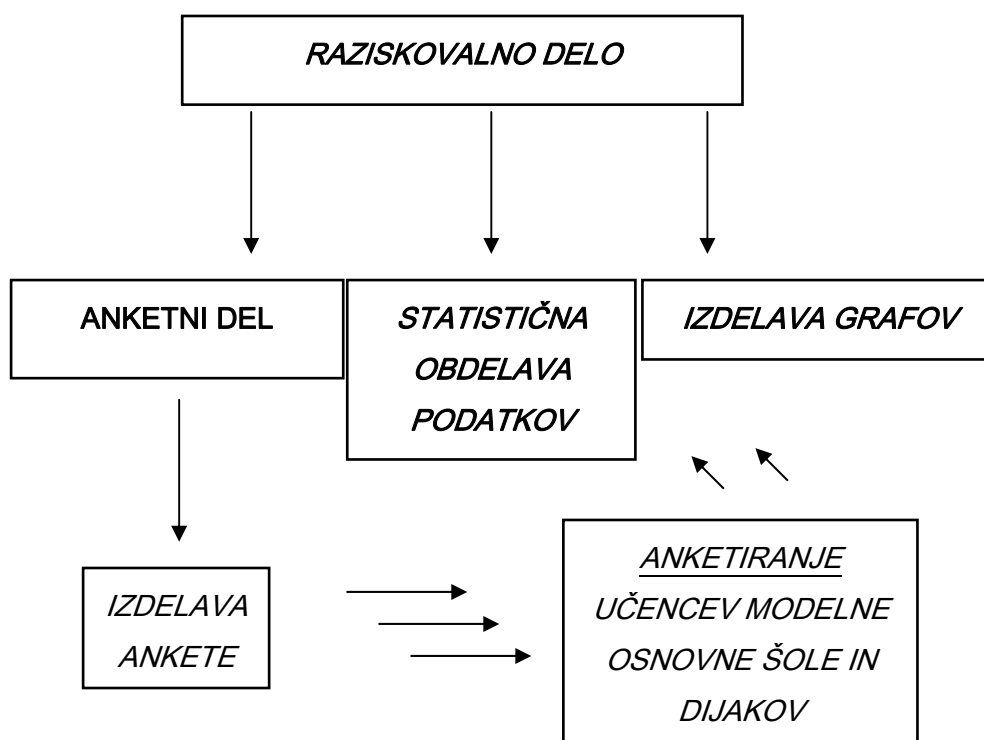 RAZISKOVALNO DELO
ANKETNI DEL
STATISTIČNA
OBDELAVA
PODATKOV
IZDELAVA GRAFOV
IZDELAVA
ANKETE
ANKETIRANJE
UČENCEV MODELNE
OSNOVNE ŠOLE IN
DIJAKOV